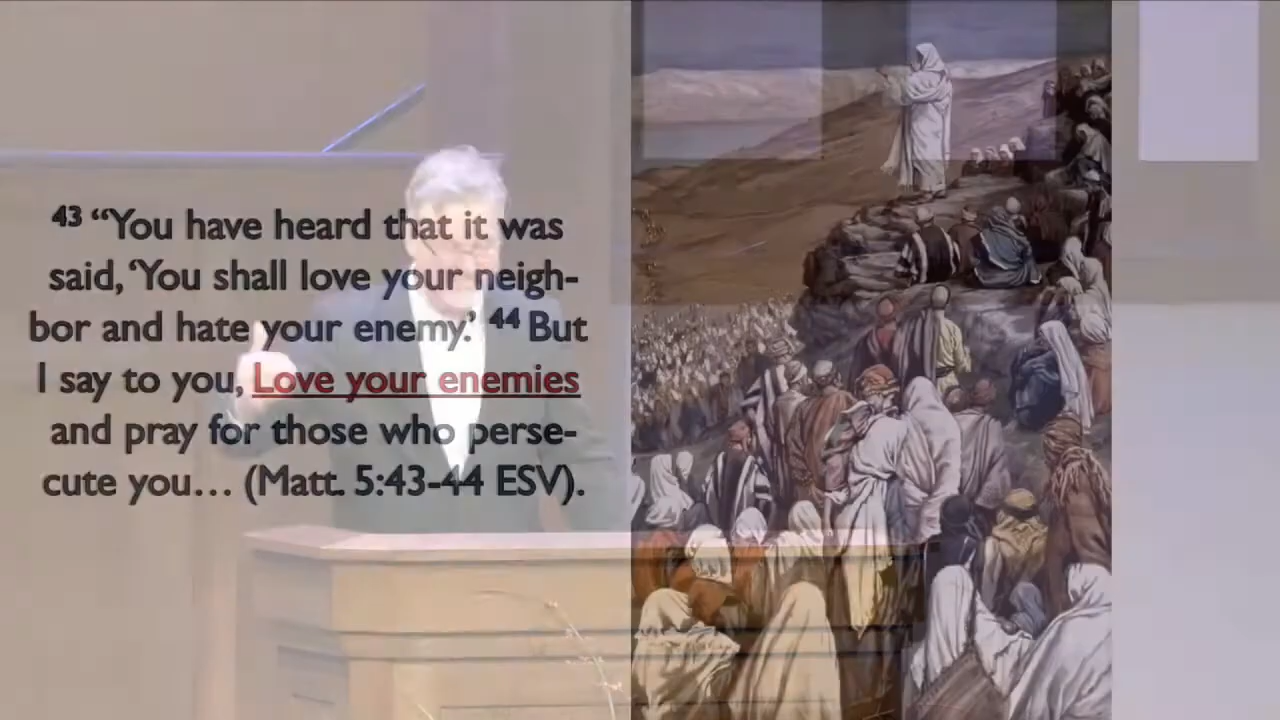 43 “You have heard that it was
said, ‘You shall love your neigh-
bor and hate your enemy.’ 44 But
I say to you, Love your enemies
and pray for those who perse-
cute you… (Matt. 5:43-44 ESV).